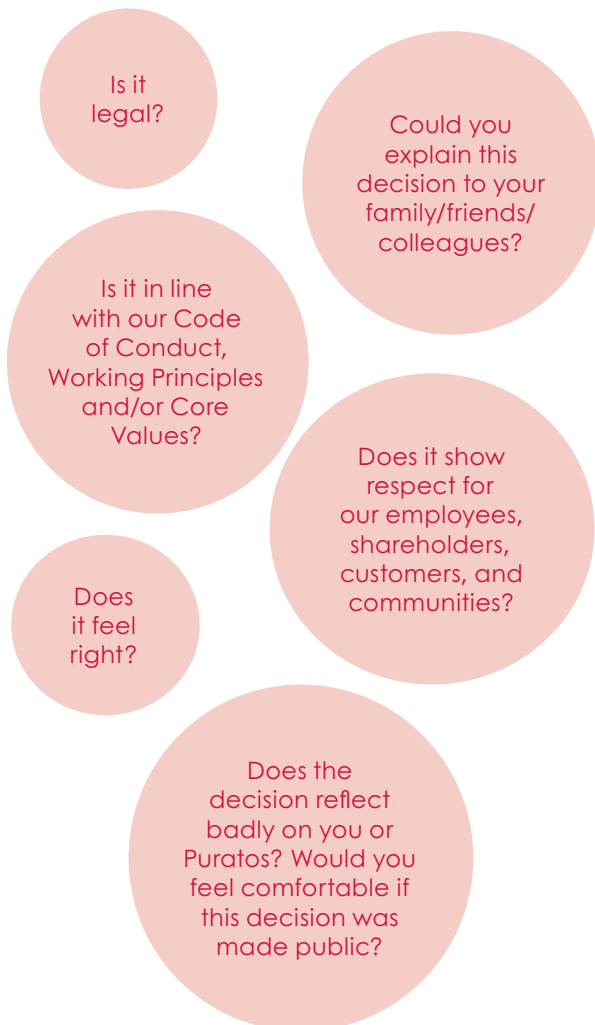 Is it
legal?
Could you
explain this
decision to your
family/friends/
colleagues?
Is it in line
with our Code
of Conduct,
Working Principles
and/or Core
Values?
Does it show
respect for
our employees,
shareholders,
customers, and
communities?
Does
it feel
right?
Does the
decision reflect
badly on you or
Puratos? Would you
feel comfortable if
this decision was
made public?